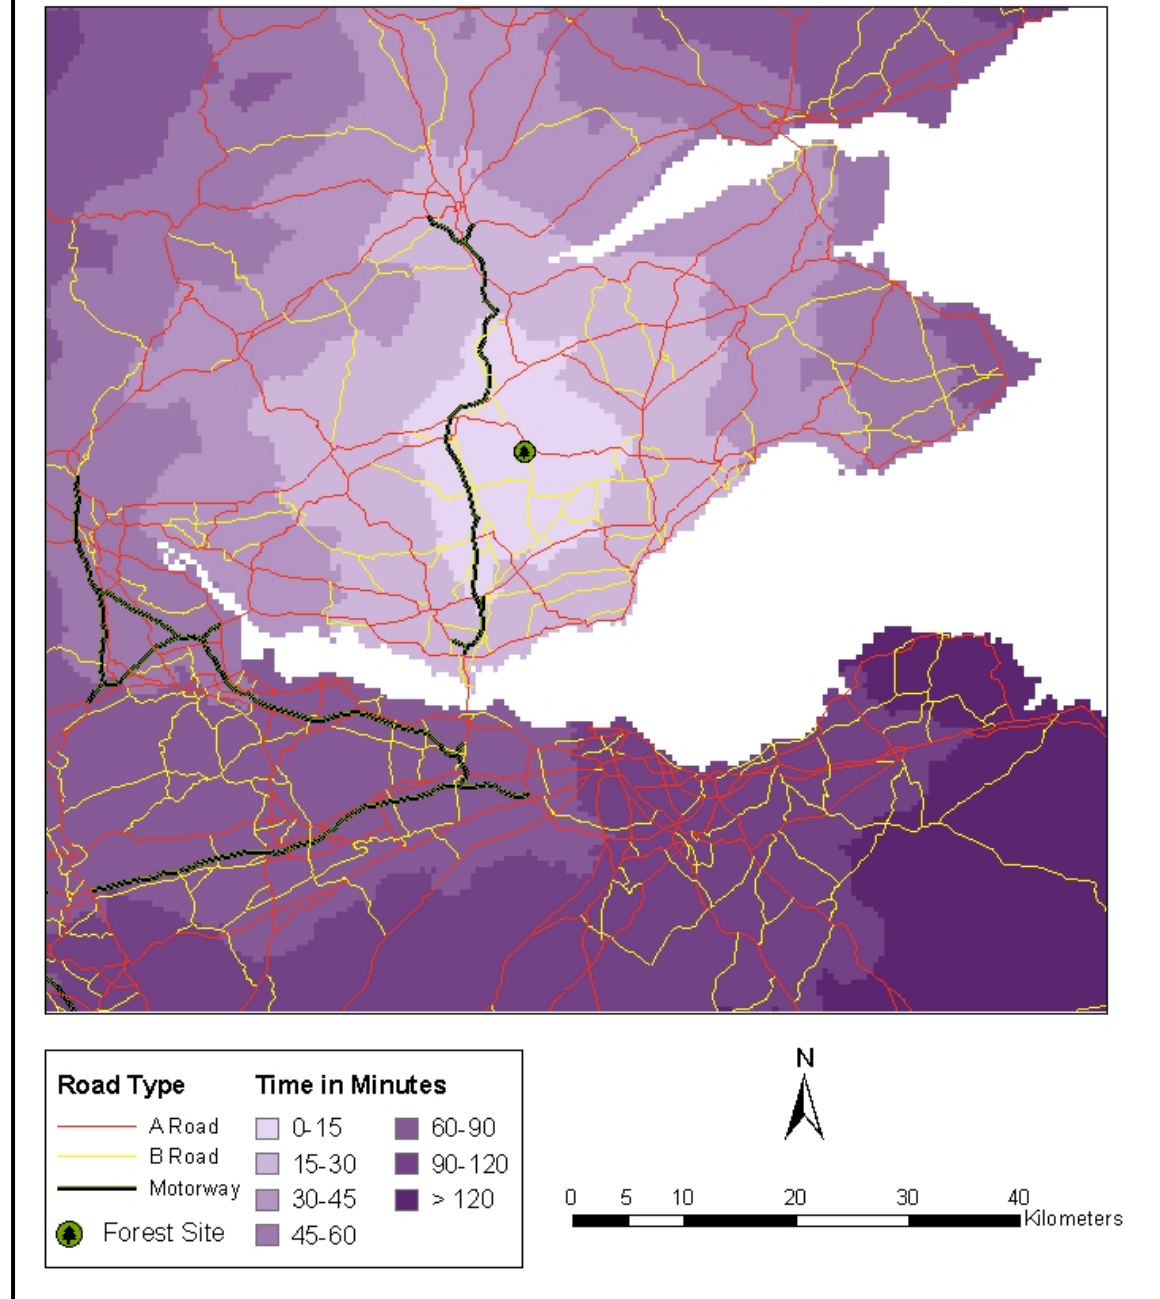 Road Type
A Road
B Road
Motorway
Forest Site
Time in Minutes
0-15
15-30
30-45
45-60
60-90
90-120
> 120
N
0 5 10 20 30 40
Kilometers